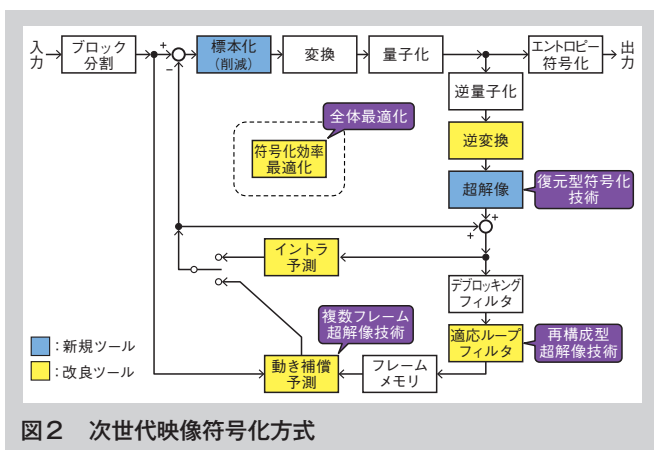 入力
ブロック
分割
+
−
標本化
(削減)
変換
量子化
エントロピー
符号化
出力
逆量子化
全体最適化
符号化効率
最適化
逆変換
超解像
復元型符号化
技術
+
+
イントラ
予測
デブロッキング
フィルタ
複数フレーム
超解像技術
適応ループ
フィルタ
再構成型
超解像技術
動き補償
予測
フレーム
メモリ
:新規ツール
:改良ツール
図2 次世代映像符号化方式